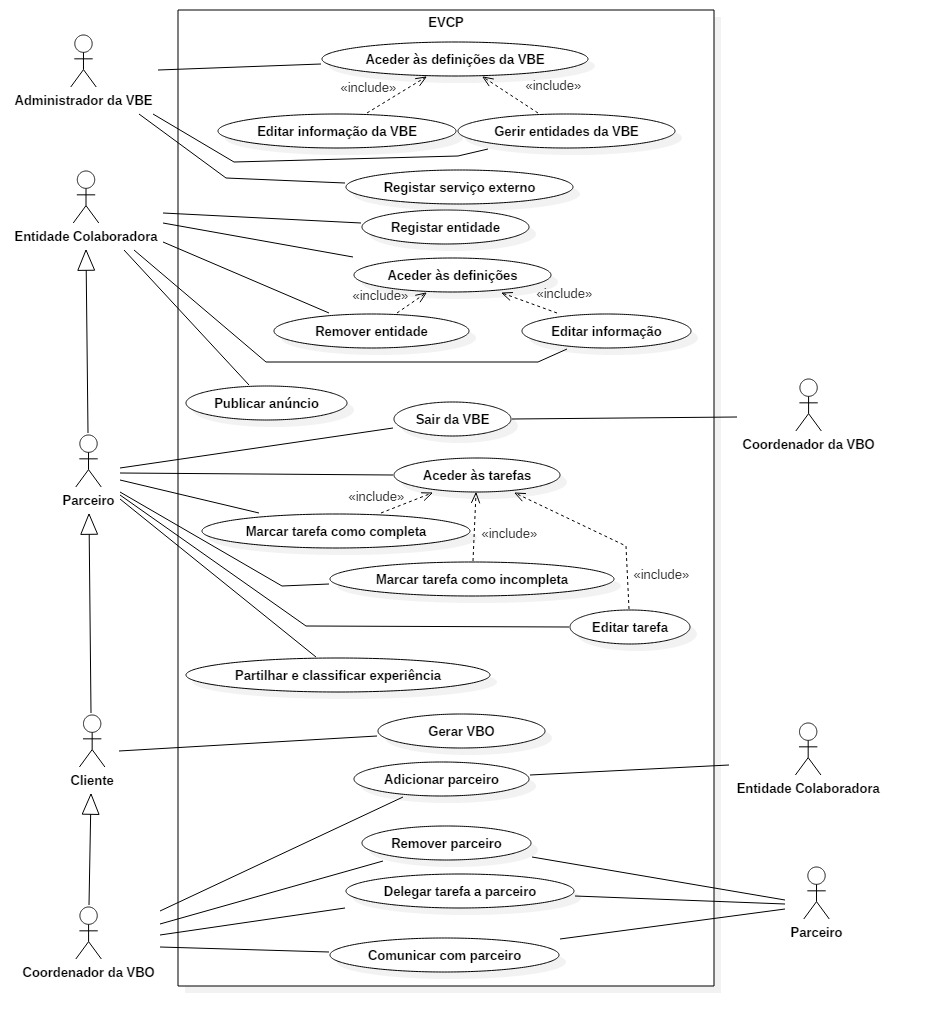 EVCP
Administrador da VBE
Aceder às definições da VBE
«include»
«include»
Editar informação da VBE
Gerir entidades da VBE
Registar serviço externo
Entidade Colaboradora
Registar entidade
Aceder às definições
«include»
«include»
Remover entidade
Editar informação
Publicar anúncio
Sair da VBE
Coordenador da VBO
Parceiro
Aceder às tarefas
«include»
Marcar tarefa como completa
«include»
Marcar tarefa como incompleta
«include»
Editar tarefa
Partilhar e classificar experiência
Gerar VBO
Cliente
Adicionar parceiro
Entidade Colaboradora
Remover parceiro
Delegar tarefa a parceiro
Parceiro
Comunicar com parceiro
Coordenador da VBO